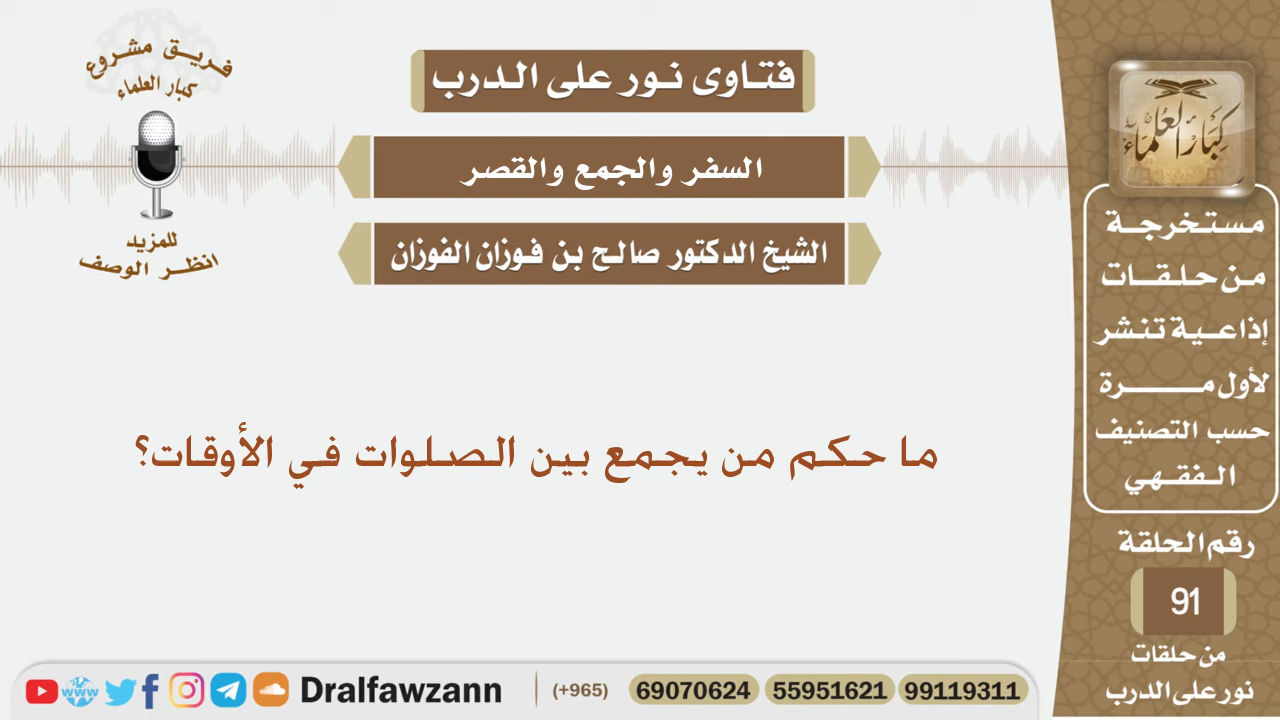 فريق مشروع
كبار العلماء
للمزيد
انظر الوصف
فتاوى نور على الدرب
السفر والجمع والقصر
الشيخ الدكتور صالح بن فوزان الفوزان
ما حكم من يجمع بين الصلوات في الأوقات؟
كبار العلماء
مستخرجة
من حلقات
إذاعية تنشر
لأول مرة
حسب التصنيف
الفقهي
رقم الحلقة
91
من حلقات
نور على الدرب
www Dralfawzann (+965) 69070624 55951621 99119311